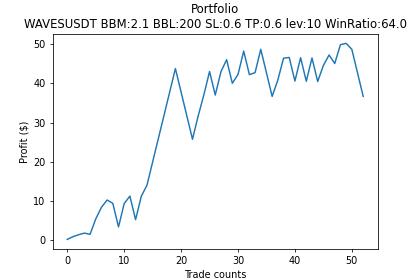 Portfolio
WAVESUSDT BBM:2.1 BBL:200 SL:0.6 TP:0.6 lev:10 WinRatio:64.0
50
40
30
20
10
0
Profit ($)
0 10 20 30 40 50
Trade counts